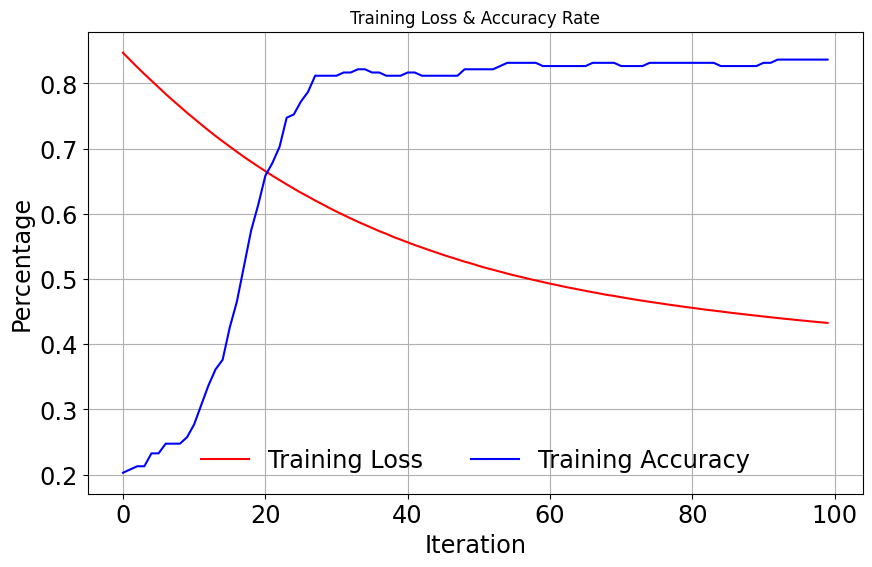 Training Loss & Accuracy Rate
Percentage
0.8
0.7
0.6
0.5
0.4
0.3
0.2
Training Loss
Training Accuracy
0 20 40 60 80 100
Iteration